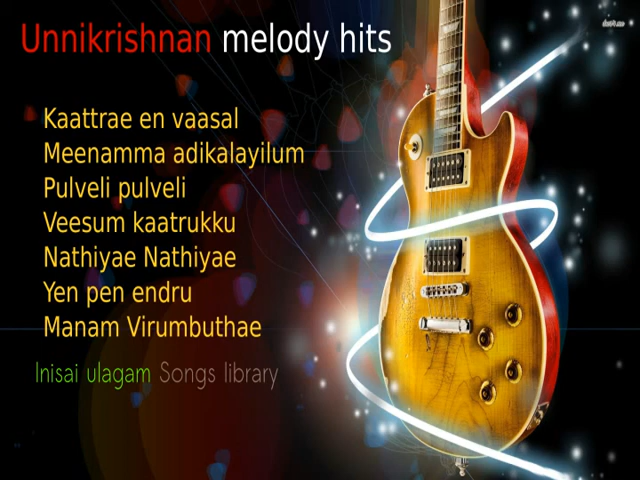 Unnikrishnan melody hits
Kaattrae en vaasal
Meenamma adikalayilum
Pulveli pulveli
Veesum kaatrukku
Nathiyae Nathiyae
Yen pen endru
Manam Virumbuthae
Inisai ulagam Songs library